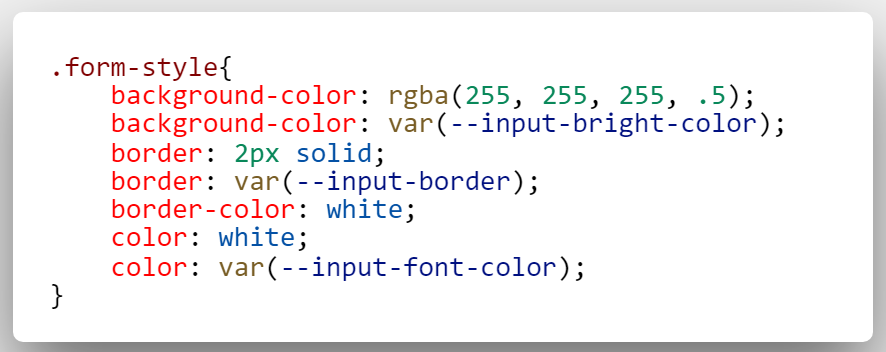 .form-style{
    background-color: rgba(255, 255, 255, .5);
    background-color: var(--input-bright-color);
    border: 2px solid;
    border: var(--input-border);
    border-color: white;
    color: white;
    color: var(--input-font-color);
}